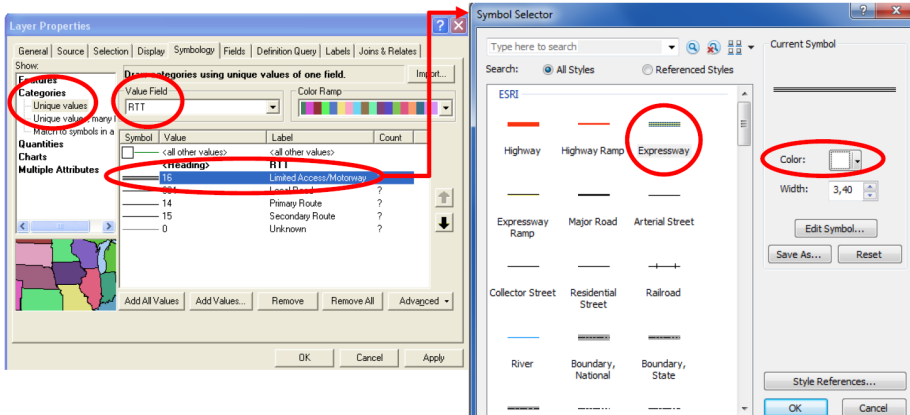 Layer Properties
General Source Selection Display Symbology Fields Definition Query Labels Joins & Relates
Show:
Features
Categories
Unique values
Unique values, many
Match to symbols in a
Quantities
Charts
Multiple Attributes
Draw categories using unique values of one field.
Import...
Value Field
RTT
Color Ramp
Symbol Value Label Count
<all other values> <all other values>
<Heading> RTT
16 Limited Access/Motorway
Local Road ?
14 Primary Route ?
15 Secondary Route ?
0 Unknown ?
Add All Values Add Values... Remove Remove All Advanced
OK Cancel Apply
Symbol Selector
Type here to search
Search: All Styles Referenced Styles
ESRI
Highway Highway Ramp Expressway
Expressway Ramp Major Road Arterial Street
Collector Street Residential Street Railroad
River Boundary, National Boundary, State
Current Symbol
Color:
Width: 3,40
Edit Symbol...
Save As... Reset
Style References...
OK Cancel